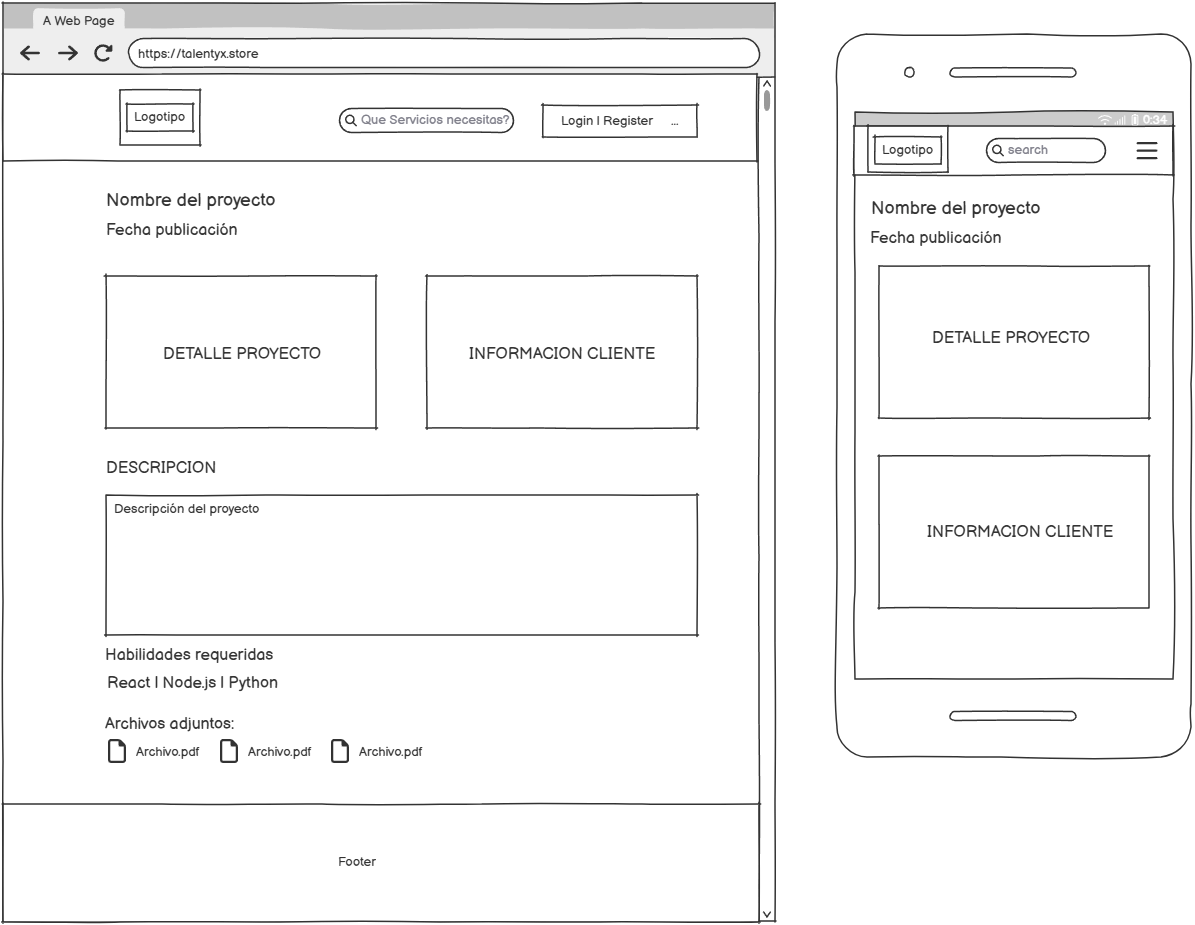 A Web Page
https://talentyx.store
Logotipo
Que Servicios necesitas?
Login | Register ...
Nombre del proyecto
Fecha publicación
DETALLE PROYECTO
INFORMACION CLIENTE
DESCRIPCION
Descripción del proyecto
Habilidades requeridas
React | Node.js | Python
Archivos adjuntos:
Archivo.pdf
Archivo.pdf
Archivo.pdf
Footer
0:34
Logotipo
search
Nombre del proyecto
Fecha publicación
DETALLE PROYECTO
INFORMACION CLIENTE